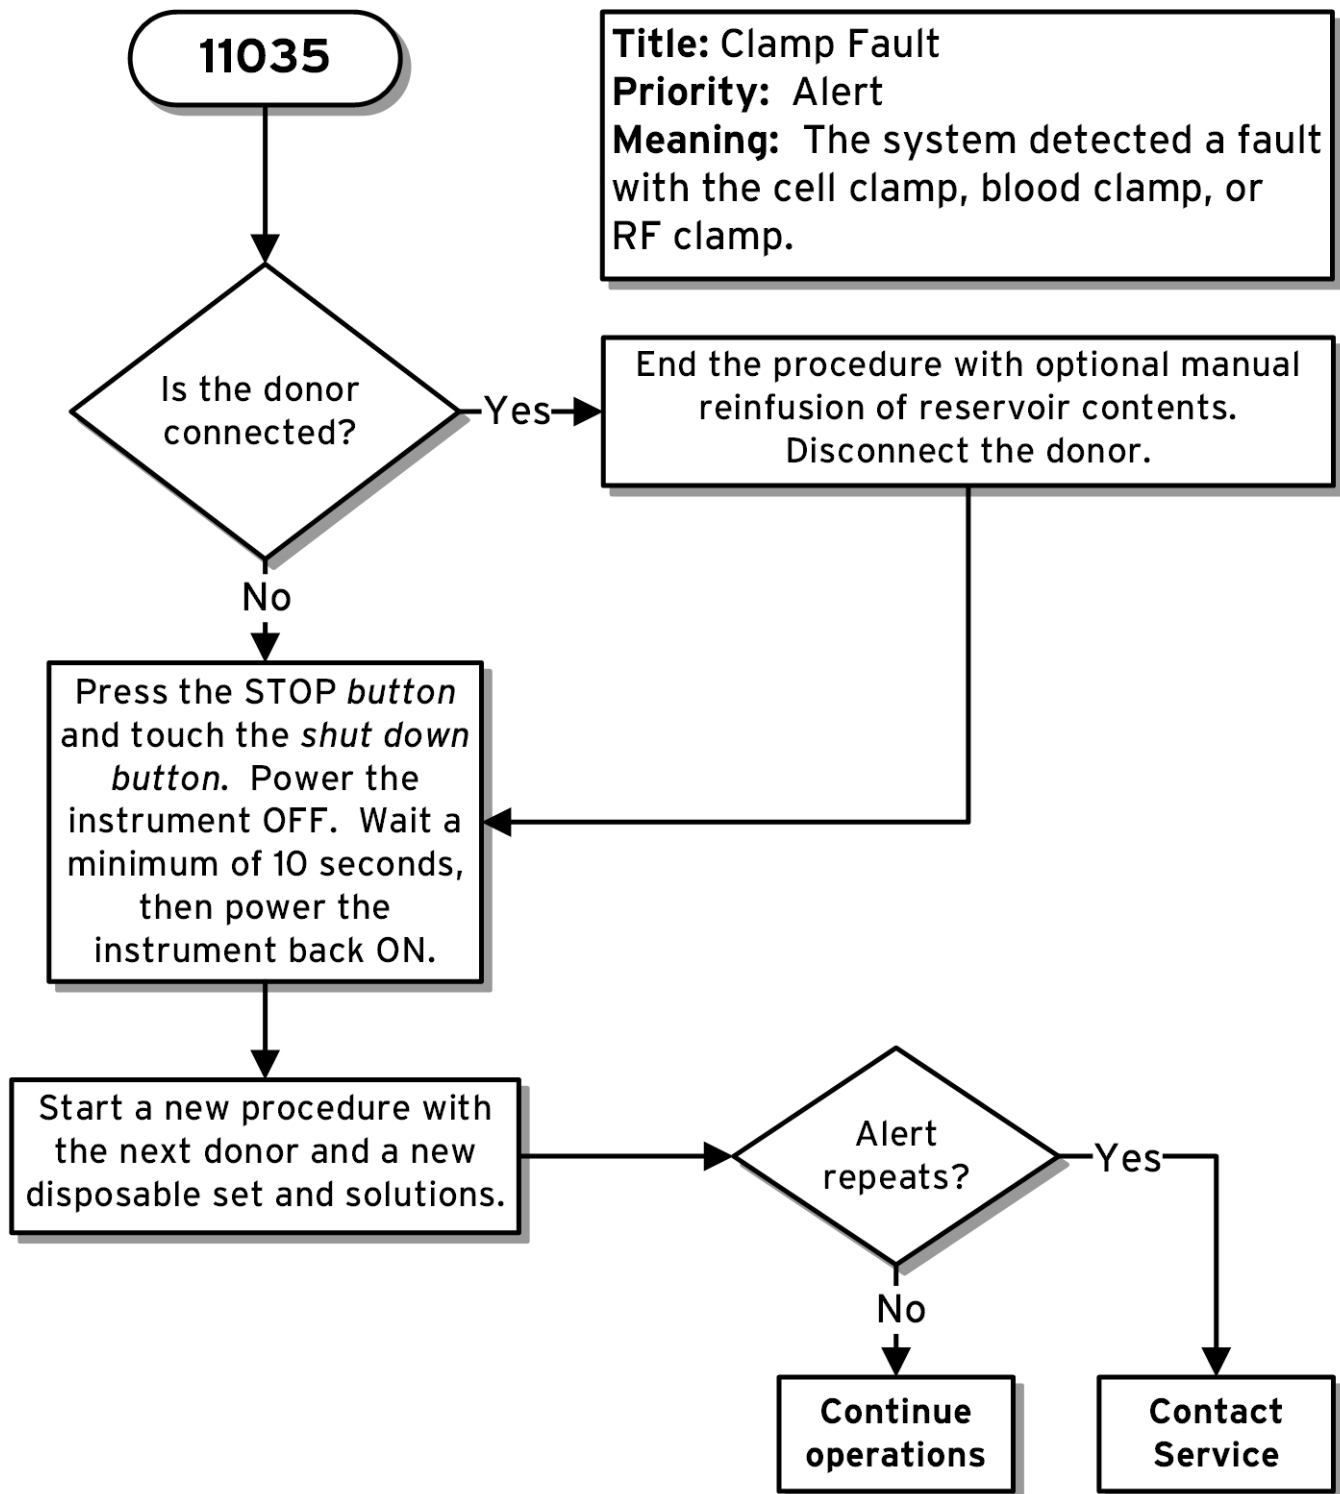 11035
Title: Clamp Fault
Priority: Alert
Meaning: The system detected a fault
with the cell clamp, blood clamp, or
RF clamp.
Is the donor
connected?
Yes
End the procedure with optional manual
reinfusion of reservoir contents.
Disconnect the donor.
No
Press the STOP button
and touch the shut down
button. Power the
instrument OFF. Wait a
minimum of 10 seconds,
then power the
instrument back ON.
Start a new procedure with
the next donor and a new
disposable set and solutions.
Alert
repeats?
Yes
No
Continue
operations
Contact
Service